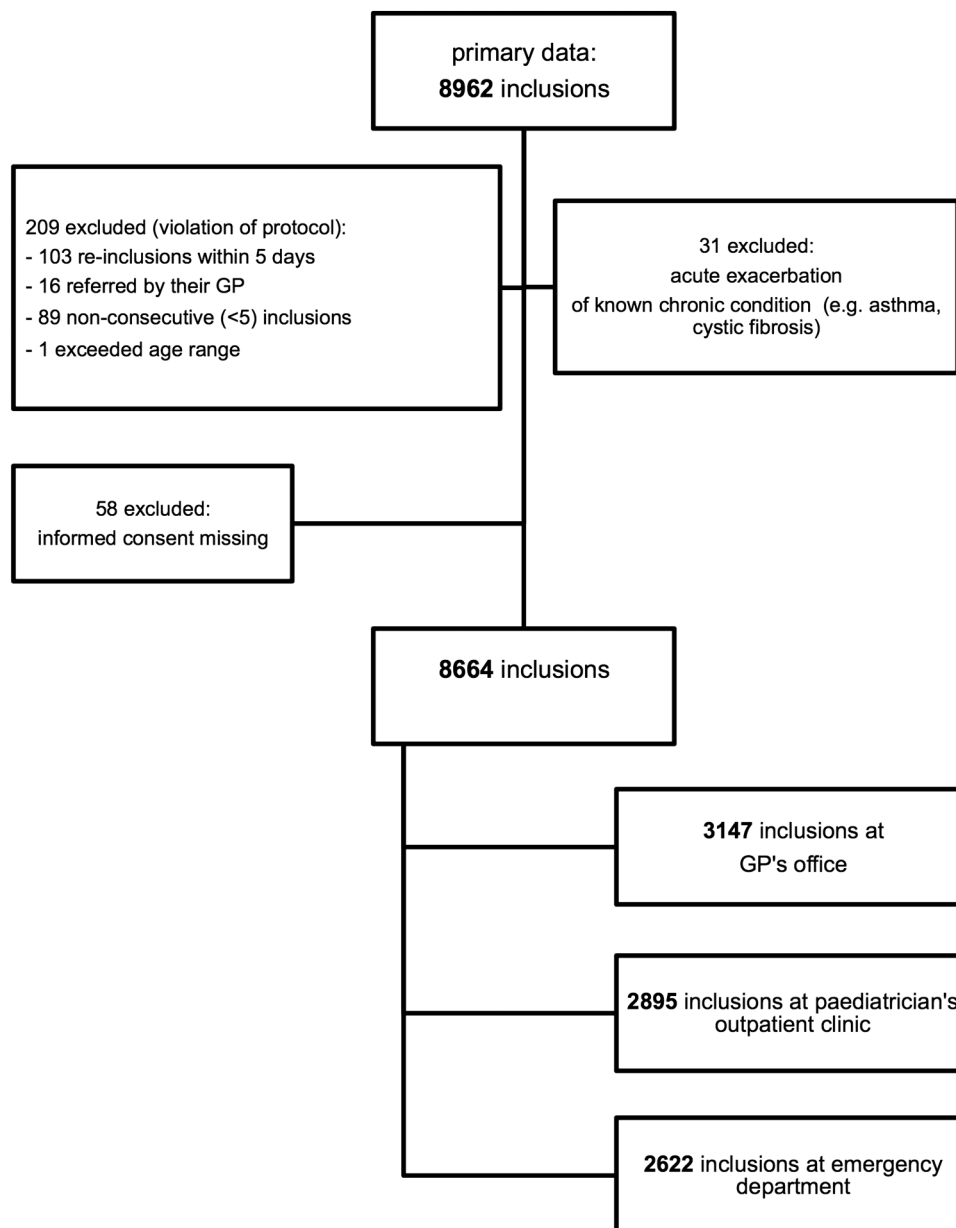 primary data:
8962 inclusions
209 excluded (violation of protocol):
- 103 re-inclusions within 5 days
- 16 referred by their GP
- 89 non-consecutive (<5) inclusions
- 1 exceeded age range
31 excluded:
acute exacerbation
of known chronic condition (e.g. asthma,
cystic fibrosis)
58 excluded:
informed consent missing
8664 inclusions
3147 inclusions at
GP's office
2895 inclusions at paediatrician's
outpatient clinic
2622 inclusions at emergency
department